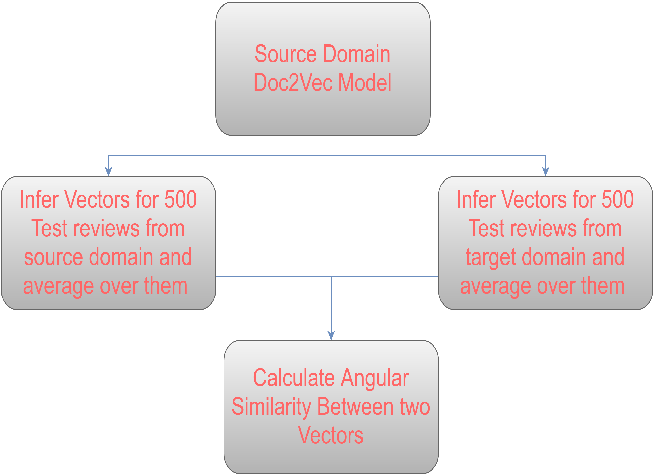 Source Domain
Doc2Vec Model
Infer Vectors for 500
Test reviews from
source domain and
average over them
Infer Vectors for 500
Test reviews from
target domain and
average over them
Calculate Angular
Similarity Between two
Vectors